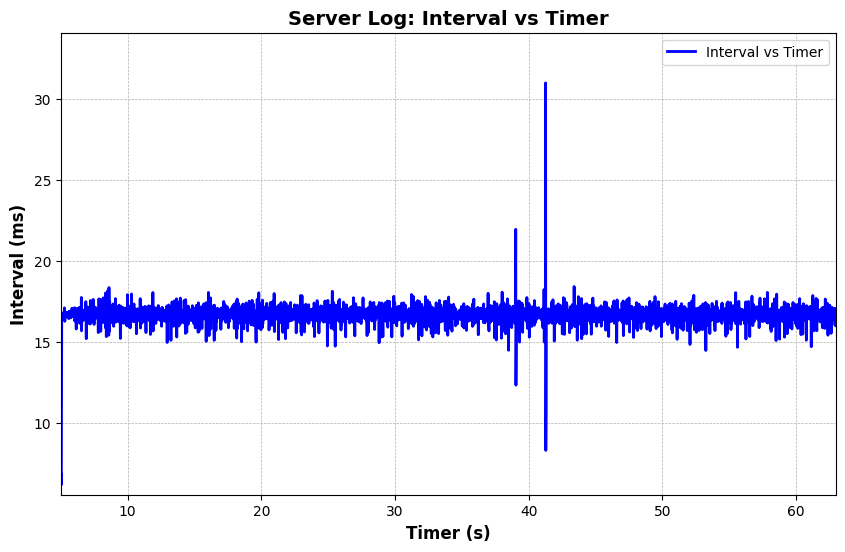 Server Log: Interval vs Timer
Interval vs Timer
Interval (ms)
30
25
20
15
10
10 20 30 40 50 60
Timer (s)